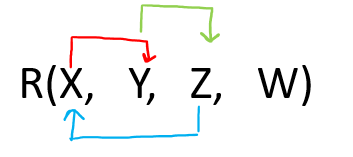 R(X, Y, Z, W)